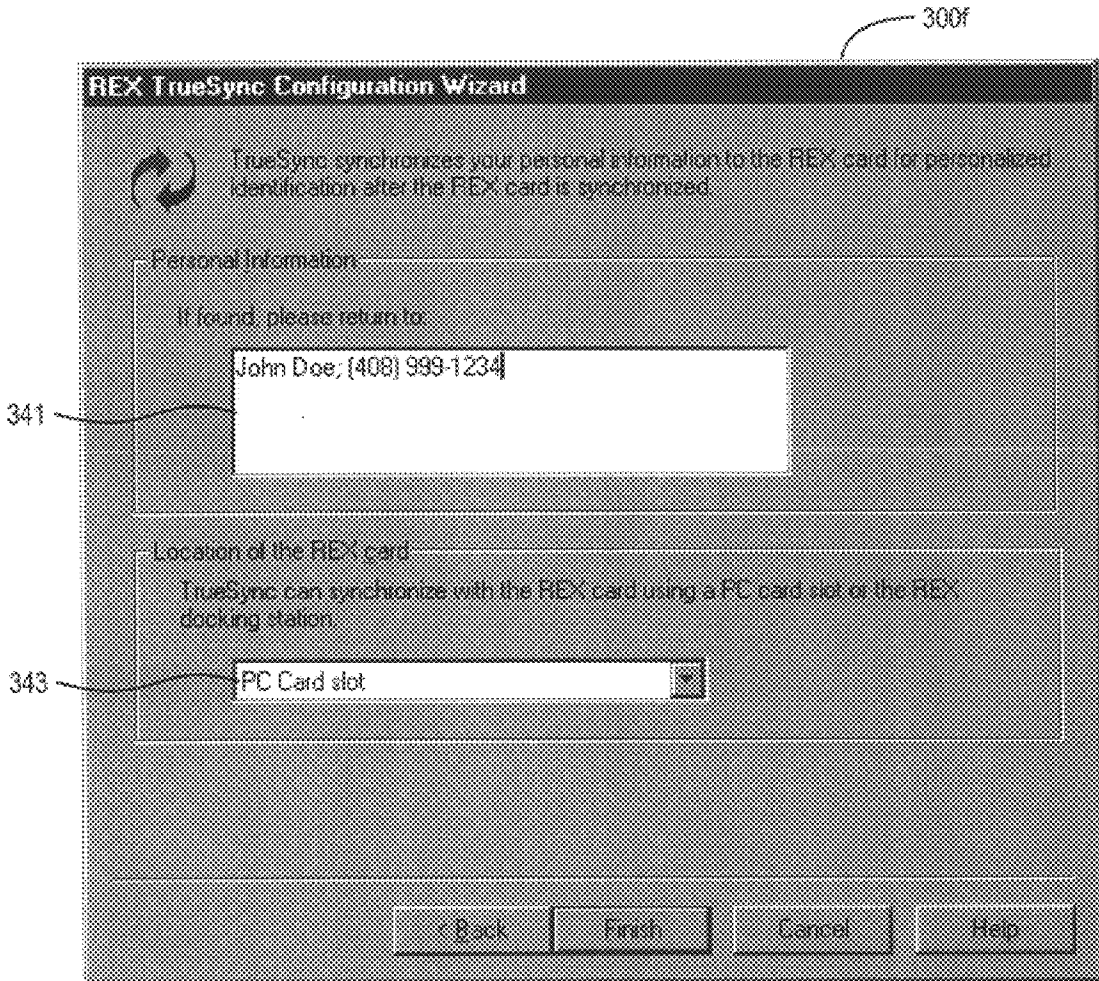 300f
REX TrueSync Configuration Wizard
TrueSync synchronizes your personal information to the REX card for personalized
identification after the REX card is synchronized.
Personal Information
If found, please return to:
John Doe; (408) 999-1234
341
Location of the REX card
TrueSync can synchronize with the REX card using a PC card slot or the REX
docking station.
343
PC Card slot
< Back Finish Cancel Help